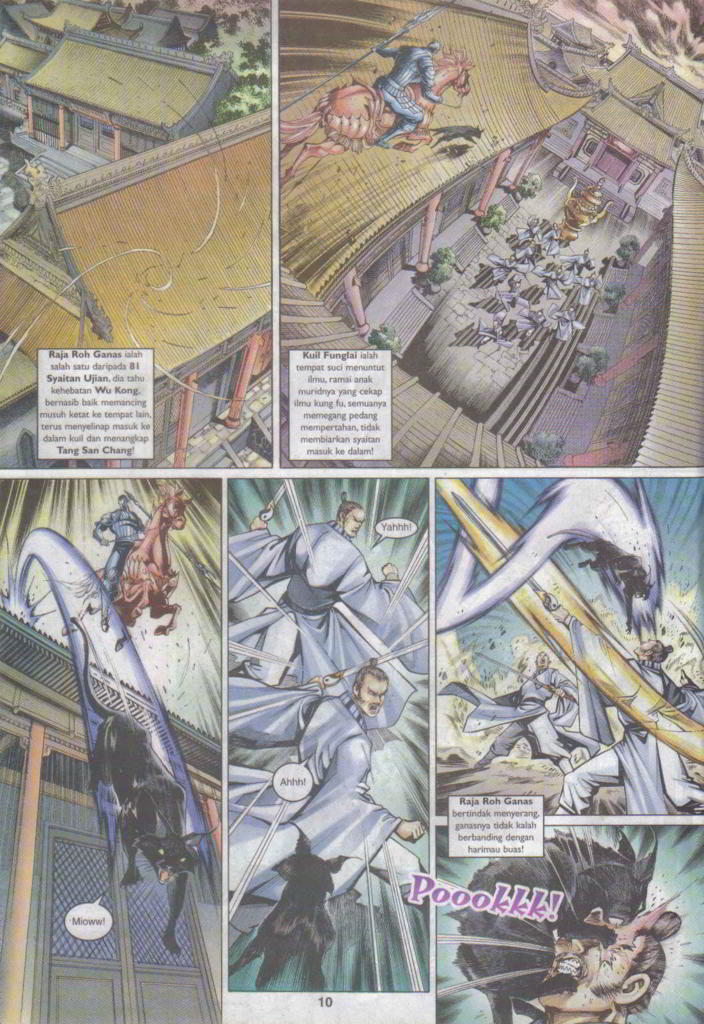 Raja Roh Ganas ialah
salah satu daripada 81
Syaitan Ujian, dia tahu
kehebatan Wu Kong,
bernasib baik memancing
musuh ketat ke tempat lain,
terus menyelinap masuk ke
dalam kuil dan menangkap
Tang San Chang!
Kuil Funglai ialah
tempat suci menuntut
ilmu, ramai anak
muridnya yang cekap
ilmu kung fu, semuanya
memegang pedang
mempertahan, tidak
membiarkan syaitan
masuk ke dalam!
Mioww!
Yahhh!
Ahhh!
Raja Roh Ganas
bertindak menyerang,
ganasnya tidak kalah
berbanding dengan
harimau buas!
Poookkk!
10